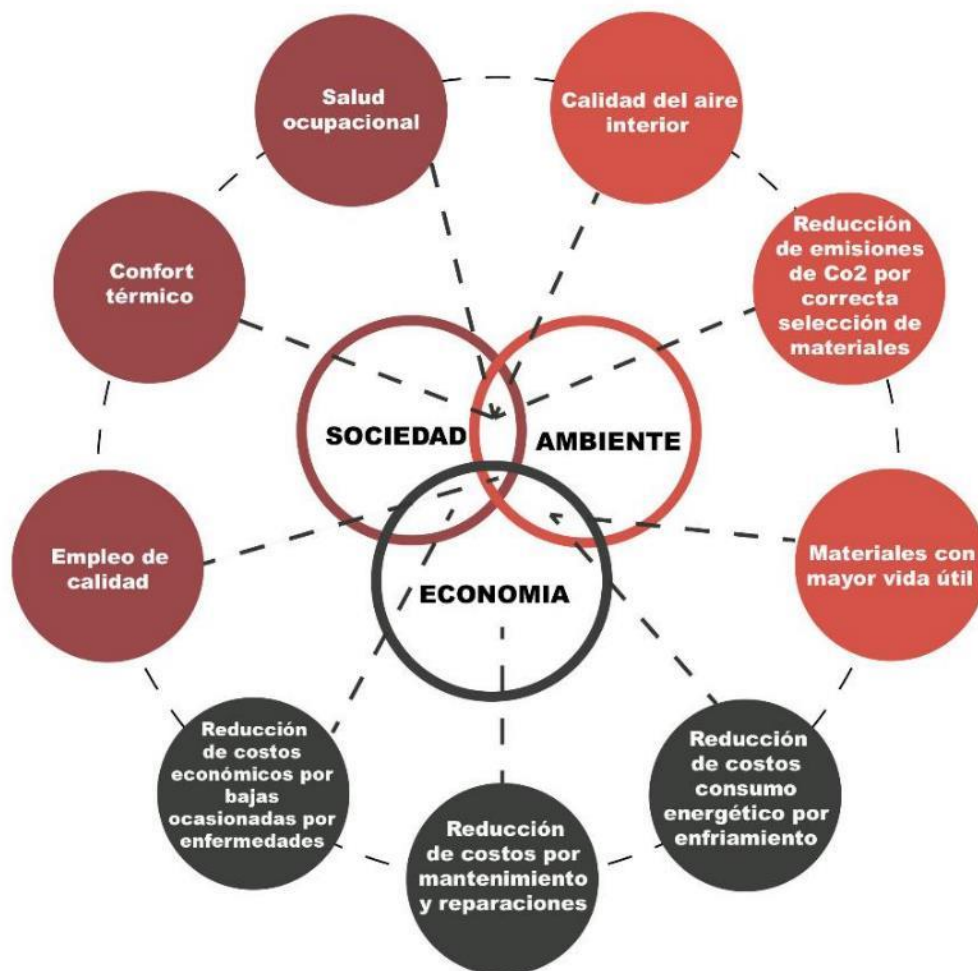 Salud
ocupacional
Calidad del aire
interior
Confort
térmico
Reducción
de emisiones
de Co2 por
correcta
selección de
materiales
SOCIEDAD
AMBIENTE
Empleo de
calidad
Materiales con
mayor vida útil
ECONOMIA
Reducción
de costos
económicos por
bajas
ocasionadas por
enfermedades
Reducción
de costos por
mantenimiento
y reparaciones
Reducción
de costos
consumo
energético por
enfriamiento